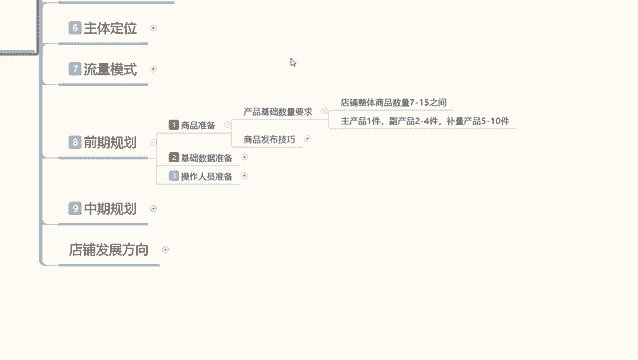 6 主体定位
7 流量模式
8 前期规划
1 商品准备
产品基础数量要求
店铺整体商品数量7-15之间
主产品1件，副产品2-4件，补量产品5-10件
商品发布技巧
2 基础数据准备
3 操作人员准备
9 中期规划
店铺发展方向